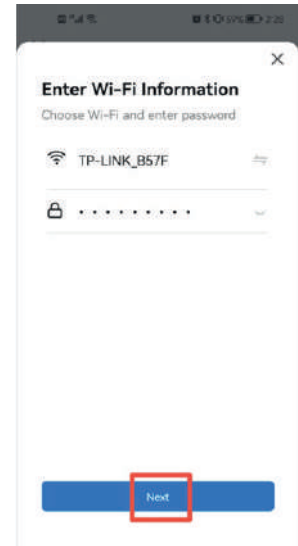 Enter Wi-Fi Information
Choose Wi-Fi and enter password
TP-LINK_B57F
Next